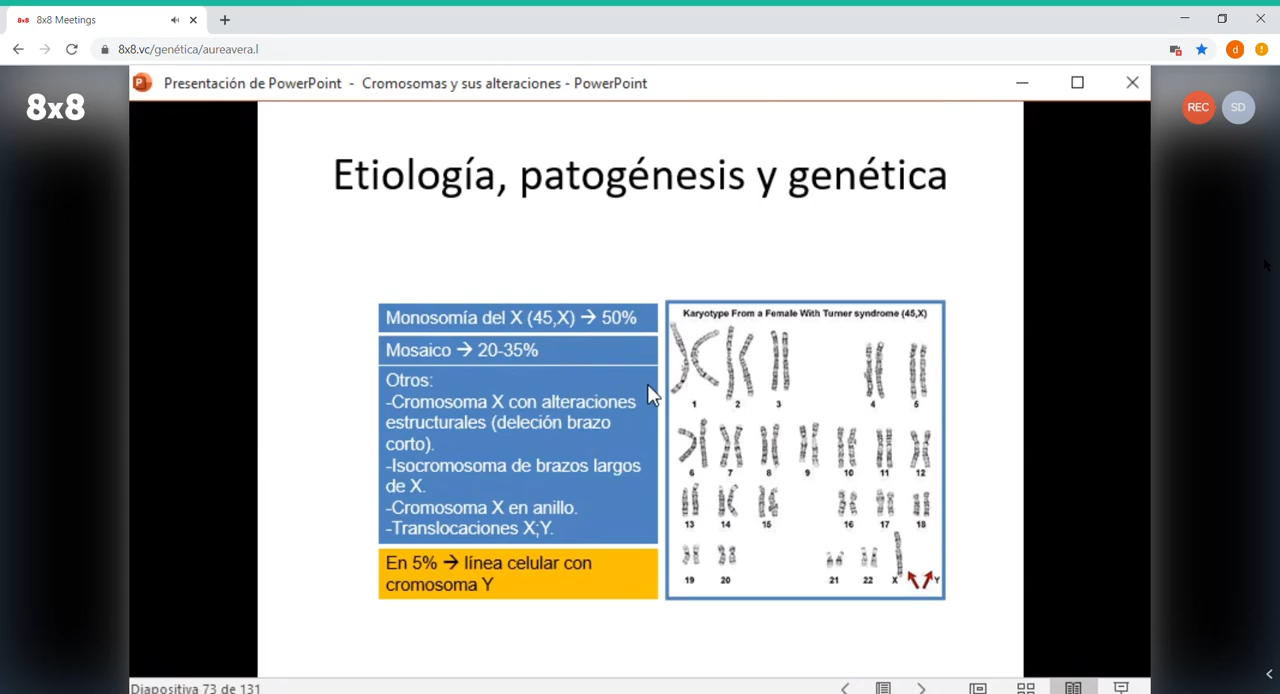 8x8 8x8 Meetings
8x8.vc/genética/aureavera.l
d
8x8
P Presentación de PowerPoint - Cromosomas y sus alteraciones - PowerPoint
REC
SD
Etiología, patogénesis y genética
Monosomía del X (45,X) → 50%
Mosaico → 20-35%
Otros:
-Cromosoma X con alteraciones
estructurales (deleción brazo
corto).
-Isocromosoma de brazos largos
de X.
-Cromosoma X en anillo.
-Translocaciones X;Y.
En 5% → línea celular con
cromosoma Y
Karyotype From a Female With Turner syndrome (45,X)
1 2 3 4 5
6 7 8 9 10 11 12
13 14 15 16 17 18
19 20 21 22 X Y
Diapositiva 73 de 131